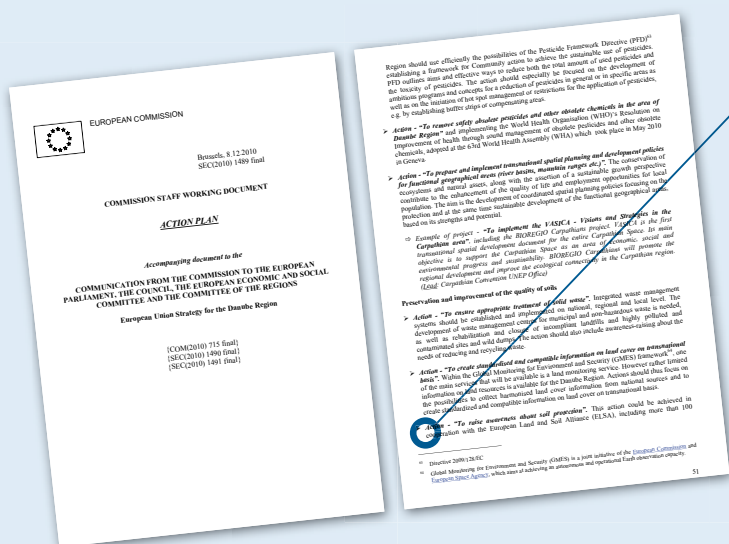 EUROPEAN COMMISSION
Brussels, 8.12.2010
SEC(2010) 1489 final
COMMISSION STAFF WORKING DOCUMENT
ACTION PLAN
Accompanying document to the
COMMUNICATION FROM THE COMMISSION TO THE EUROPEAN
PARLIAMENT, THE COUNCIL, THE EUROPEAN ECONOMIC AND SOCIAL
COMMITTEE AND THE COMMITTEE OF THE REGIONS
European Union Strategy for the Danube Region
{COM(2010) 715 final}
{SEC(2010) 1490 final}
{SEC(2010) 1491 final}
Region should use efficiently the possibilities of the Pesticide Framework Directive (PFD)
establishing a framework for Community action to achieve the sustainable use of pesticides.
PFD outlines aims and effective ways to reduce both the total amount of used pesticides and
the toxicity of pesticides. The action should especially be focused on the development of
ambitious programs and concepts for a reduction of pesticides in general or in specific areas as
well as on the initiation of hot spot management or restrictions for the application of pesticides,
e.g. by establishing buffer strips or compensating areas.
➢ Action - "To remove safely obsolete pesticides and other obsolete chemicals in the area of
Danube Region" and implementing the World Health Organisation (WHO)'s Resolution on
Improvement of health through sound management of obsolete pesticides and other obsolete
chemicals, adopted at the 63rd World Health Assembly (WHA) which took place in May 2010
in Geneva.
➢ Action - "To prepare and implement transnational spatial planning and development policies
for functional geographical areas (river basins, mountain ranges etc.)" The conservation of
ecosystems and natural assets, along with the assertion of a sustainable growth perspective
contribute to the enhancement of the quality of life and employment opportunities for local
population. The aim is the development of coordinated spatial planning policies focusing on the
protection and at the same time sustainable development of the functional geographical areas,
based on its strengths and potential.
⇨ Example of project - "To implement the VASICA - Visions and Strategies in the
Carpathian area", including the BIOREGIO Carpathians project. VASICA is the first
transnational spatial development document for the entire Carpathian Space. Its main
objective is to support the Carpathian Space as an area of economic, social and
environmental progress and sustainability. BIOREGIO Carpathians will promote the
regional development and improve the ecological connectivity in the Carpathian region.
(Lead: Carpathian Convention UNEP Office)
Preservation and improvement of the quality of soils
➢ Action - "To ensure appropriate treatment of solid waste". Integrated waste management
systems should be established and implemented on national, regional and local level. The
development of waste management centres for municipal and non-hazardous waste is needed,
as well as rehabilitation and closure of incompliant landfills and highly polluted and
contaminated sites and wild dumps. The action should also include awareness-raising about the
needs of reducing and recycling waste.
➢ Action - "To create standardised and compatible information on land cover on transnational
basis". Within the Global Monitoring for Environment and Security (GMES) framework, one
of the main services that will be available is a land monitoring service. However rather limited
information on land resources is available for the Danube Region. Actions should thus focus on
the possibilities to collect harmonised land cover information from national sources and to
create standardized and compatible information on land cover on transnational basis.
➢ Action - "To raise awareness about soil protection". This action could be achieved in
cooperation with the European Land and Soil Alliance (ELSA), including more than 100
Directive 2009/128/EC
Global Monitoring for Environment and Security (GMES) is a joint initiative of the European Commission and
European Space Agency, which aims at achieving an autonomous and operational Earth observation capacity.
51